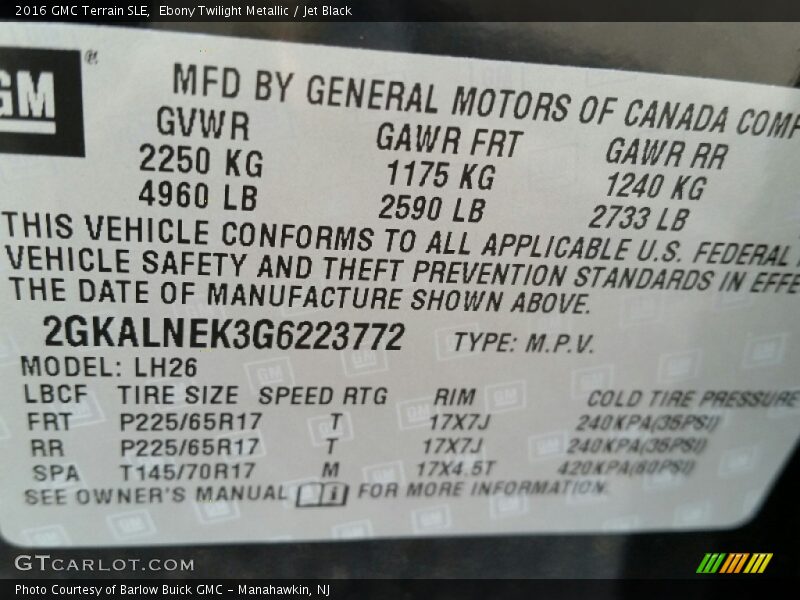 2016 GMC Terrain SLE,  Ebony Twilight Metallic / Jet Black
GM®
MFD BY GENERAL MOTORS OF CANADA COMP
GVWR GAWR FRT GAWR RR
2250 KG 1175 KG 1240 KG
4960 LB 2590 LB 2733 LB
THIS VEHICLE CONFORMS TO ALL APPLICABLE U.S. FEDERAL
VEHICLE SAFETY AND THEFT PREVENTION STANDARDS IN EFFE
THE DATE OF MANUFACTURE SHOWN ABOVE.
2GKALNEK3G6223772 TYPE: M.P.V.
MODEL: LH26
LBCF TIRE SIZE SPEED RTG RIM COLD TIRE PRESSURE
FRT P225/65R17 T 17X7J 240KPA(35PSI)
RR P225/65R17 T 17X7J 240KPA(35PSI)
SPA T145/70R17 M 17X4.5T 420KPA(60PSI)
SEE OWNER'S MANUAL FOR MORE INFORMATION.
GTCARLOT.COM
Photo Courtesy of Barlow Buick GMC - Manahawkin, NJ